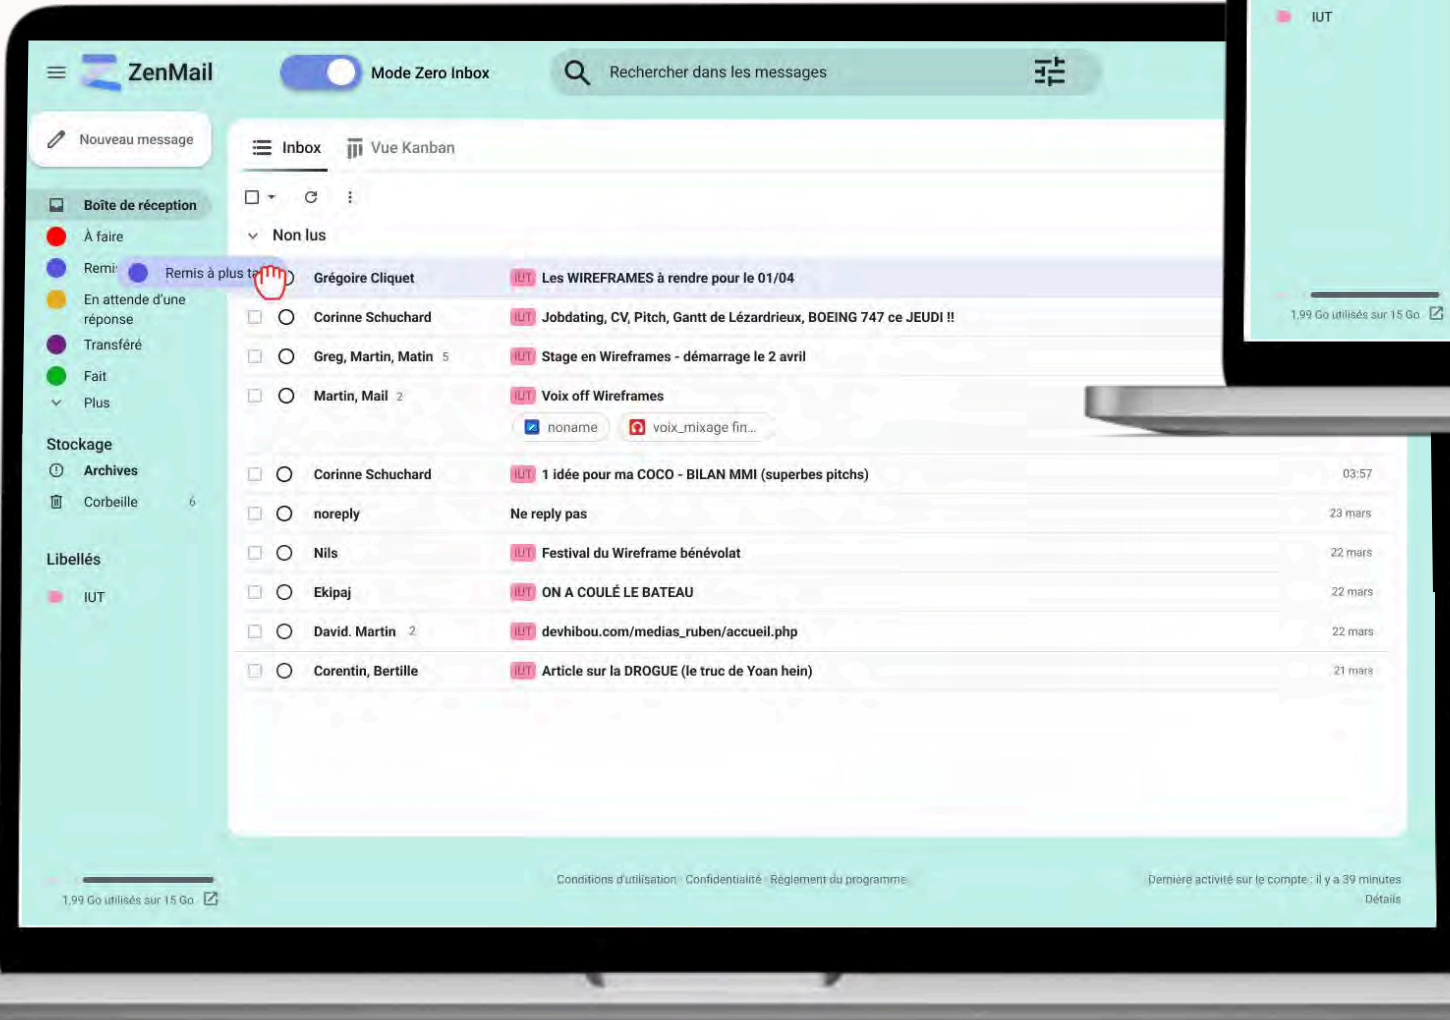 IUT
1,99 Go utilisés sur 15 Go
ZenMail
Mode Zero Inbox
Rechercher dans les messages
Nouveau message
Inbox
Vue Kanban
Boîte de réception
À faire
Remi
Remis à plus ta
En attende d'une
réponse
Transféré
Fait
Plus
Stockage
Archives
Corbeille 6
Libellés
IUT
Non lus
Grégoire Cliquet IUT Les WIREFRAMES à rendre pour le 01/04
Corinne Schuchard IUT Jobdating, CV, Pitch, Gantt de Lézardrieux, BOEING 747 ce JEUDI !!
Greg, Martin, Matin 5 IUT Stage en Wireframes - démarrage le 2 avril
Martin, Mail 2 IUT Voix off Wireframes
noname voix_mixage fin...
Corinne Schuchard IUT 1 idée pour ma COCO - BILAN MMI (superbes pitchs) 03:57
noreply Ne reply pas 23 mars
Nils IUT Festival du Wireframe bénévolat 22 mars
Ekipaj IUT ON A COULÉ LE BATEAU 22 mars
David. Martin 2 IUT devhibou.com/medias_ruben/accueil.php 22 mars
Corentin, Bertille IUT Article sur la DROGUE (le truc de Yoan hein) 21 mars
1,99 Go utilisés sur 15 Go
Conditions d'utilisation · Confidentialité · Règlement du programme
Dernière activité sur le compte : il y a 39 minutes
Détails